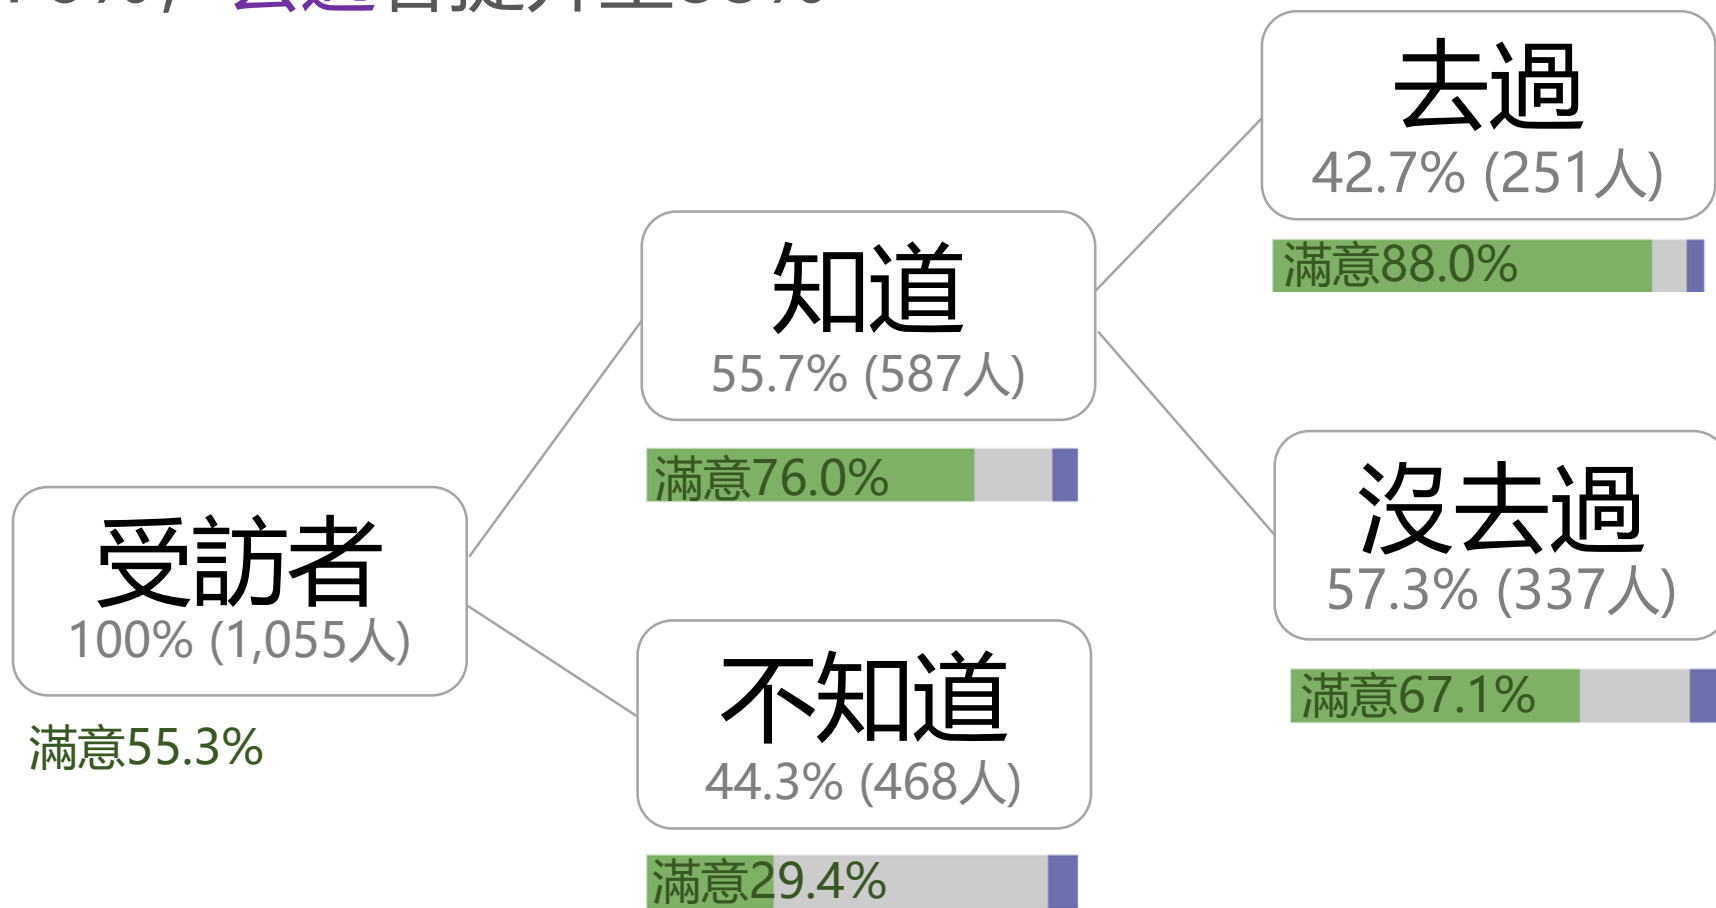 去過
42.7% (251人)
滿意88.0%
知道
55.7% (587人)
滿意76.0%
沒去過
57.3% (337人)
滿意67.1%
受訪者
100% (1,055人)
滿意55.3%
不知道
44.3% (468人)
滿意29.4%